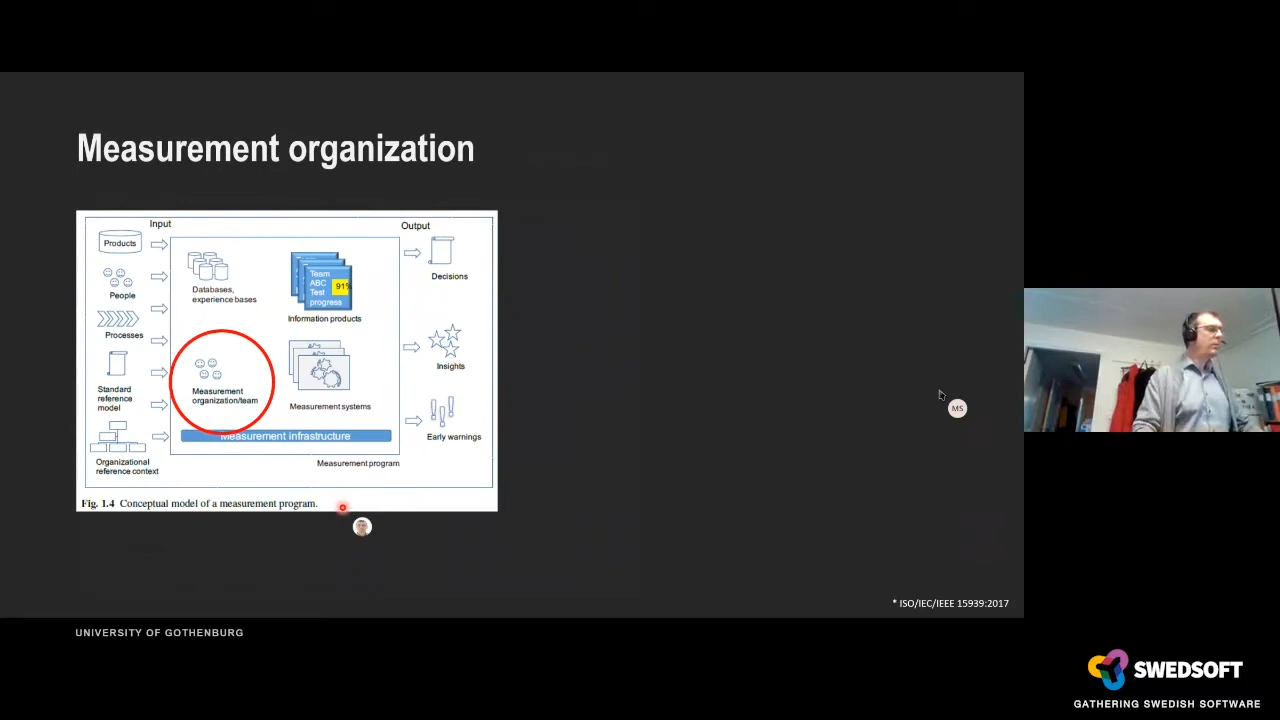 Measurement organization
Input
Output
Products
People
Processes
Standard
reference
model
Organizational
reference context
Databases,
experience bases
Team
ABC
Test
progress
91%
Information products
Measurement
organization/team
Measurement systems
Measurement infrastructure
Measurement program
Decisions
Insights
Early warnings
Fig. 1.4 Conceptual model of a measurement program.
MS
* ISO/IEC/IEEE 15939:2017
UNIVERSITY OF GOTHENBURG
SWEDSOFT
GATHERING SWEDISH SOFTWARE